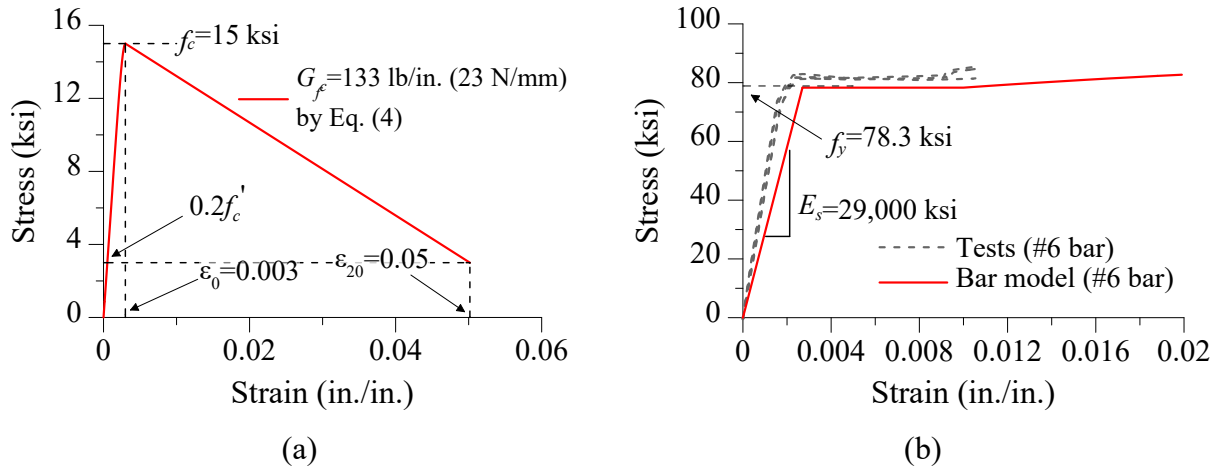 16
12
8
4
0
Stress (ksi)
f_c=15 ksi
G_fc=133 lb/in. (23 N/mm)
by Eq. (4)
0.2f_c'
ε_0=0.003
ε_20=0.05
0
0.02
0.04
0.06
Strain (in./in.)
(a)
100
80
60
40
20
0
Stress (ksi)
f_y=78.3 ksi
E_s=29,000 ksi
Tests (#6 bar)
Bar model (#6 bar)
0
0.004
0.008
0.012
0.016
0.02
Strain (in./in.)
(b)